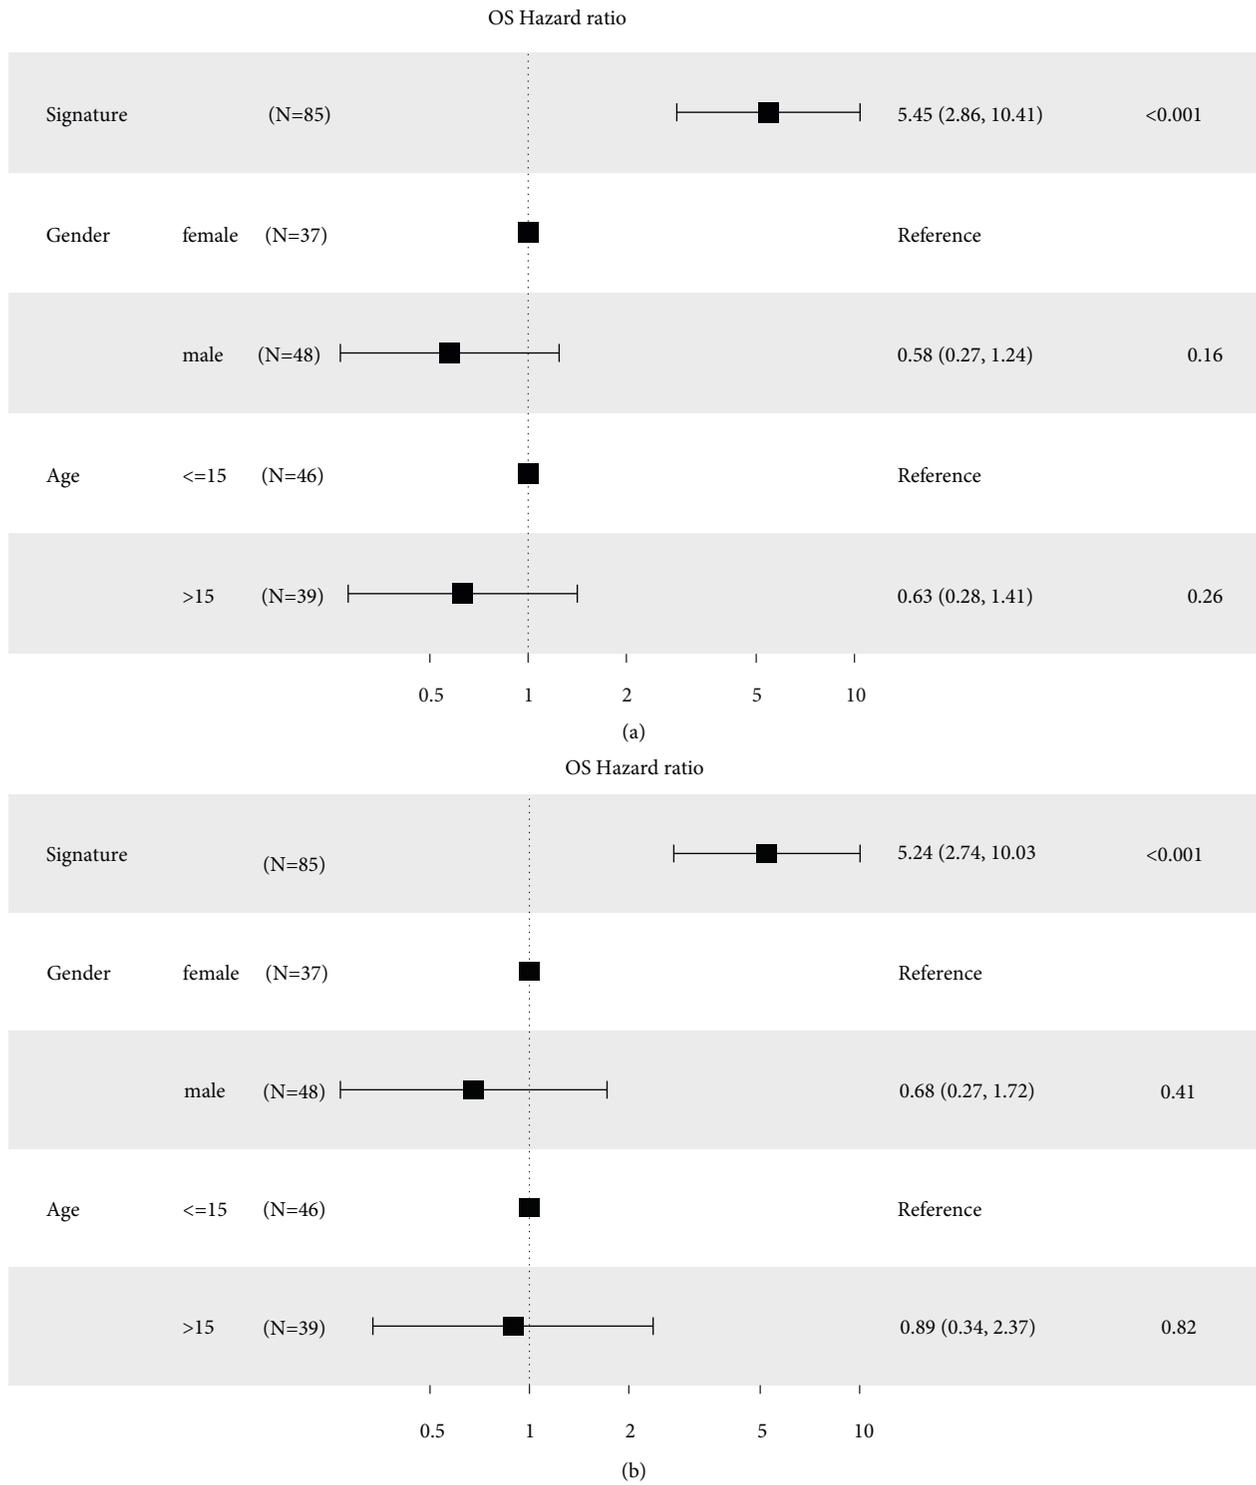 OS Hazard ratio
Signature (N=85) 5.45 (2.86, 10.41) <0.001
Gender female (N=37) Reference
male (N=48) 0.58 (0.27, 1.24) 0.16
Age <=15 (N=46) Reference
>15 (N=39) 0.63 (0.28, 1.41) 0.26
0.5 1 2 5 10
(a)
OS Hazard ratio
Signature (N=85) 5.24 (2.74, 10.03 <0.001
Gender female (N=37) Reference
male (N=48) 0.68 (0.27, 1.72) 0.41
Age <=15 (N=46) Reference
>15 (N=39) 0.89 (0.34, 2.37) 0.82
0.5 1 2 5 10
(b)